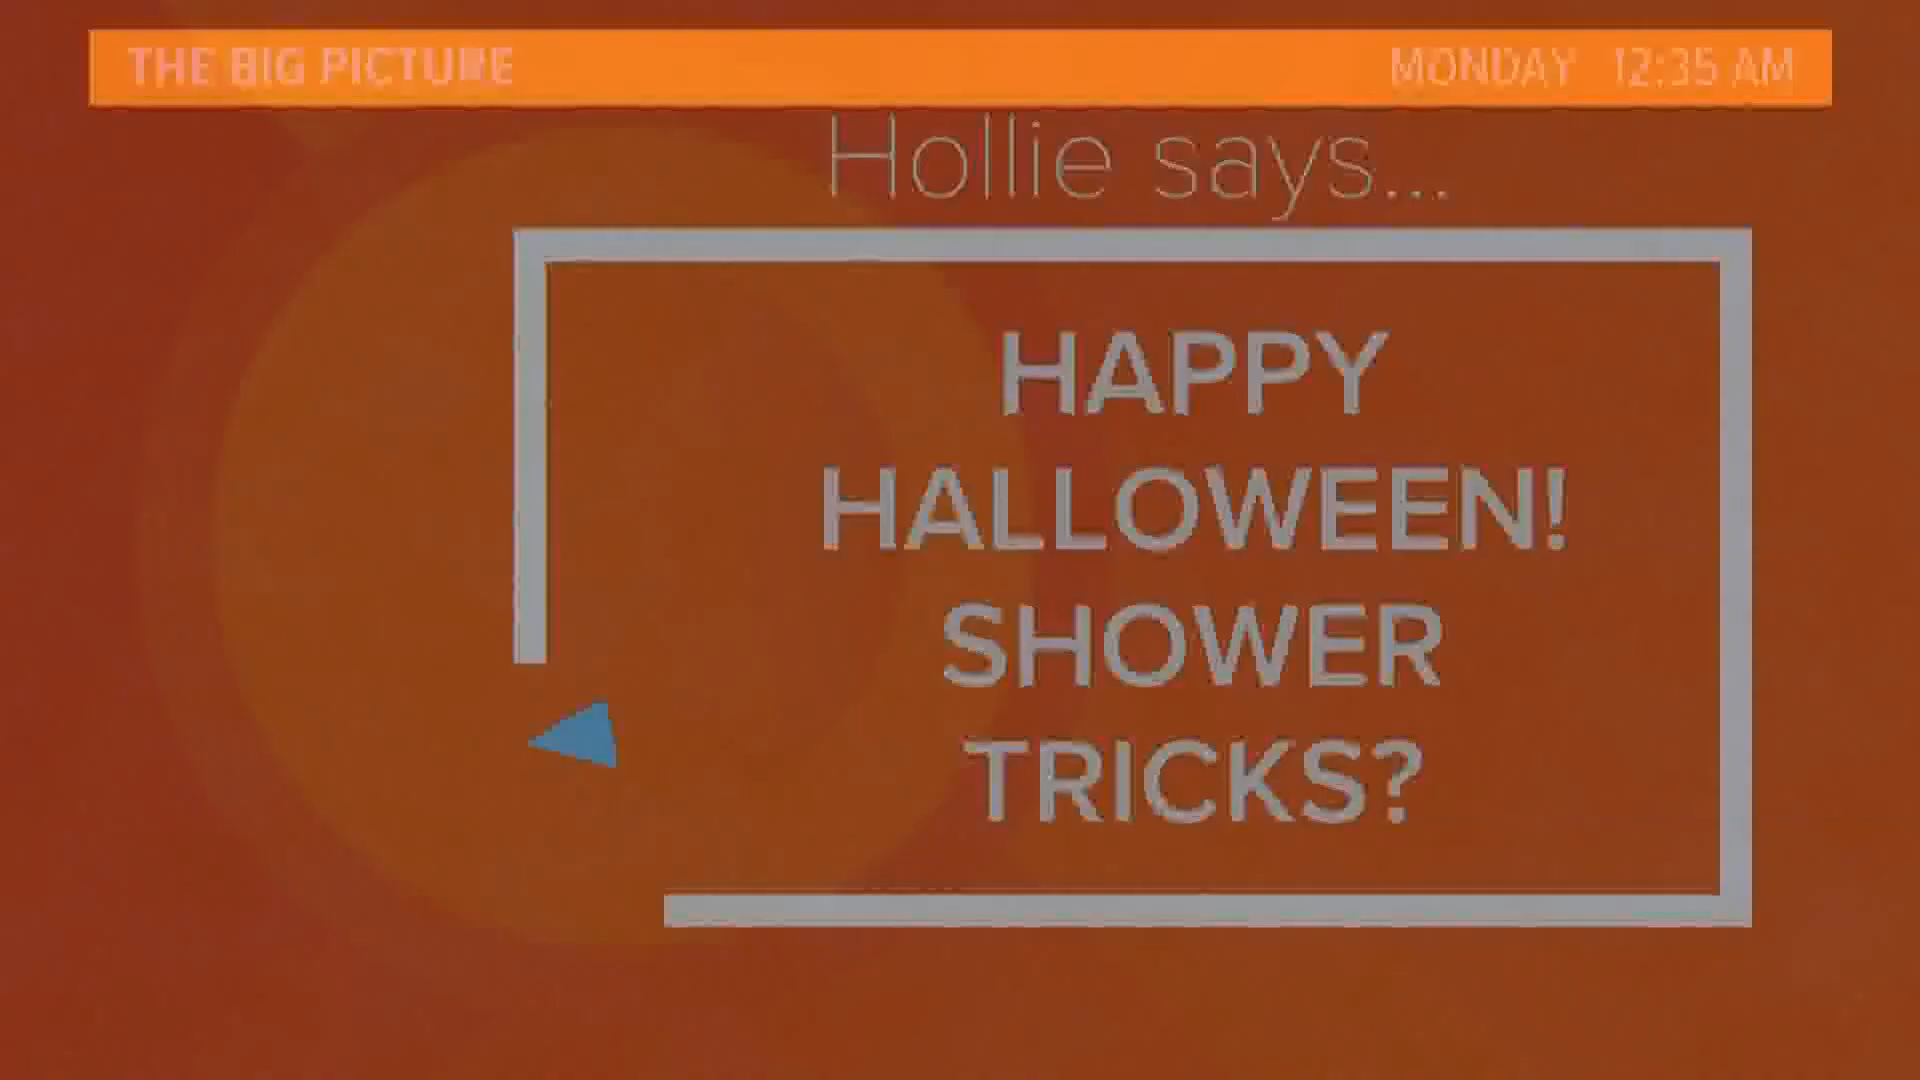 THE BIG PICTURE MONDAY 12:35 AM
Hollie says...
HAPPY
HALLOWEEN!
SHOWER
TRICKS?